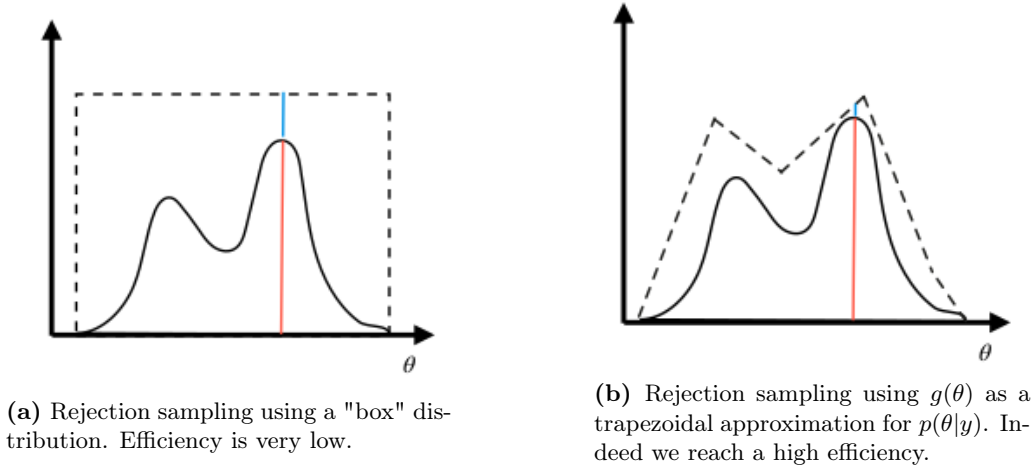 θ
(a) Rejection sampling using a "box" dis-
tribution. Efficiency is very low.
θ
(b) Rejection sampling using g(θ) as a
trapezoidal approximation for p(θ|y). In-
deed we reach a high efficiency.